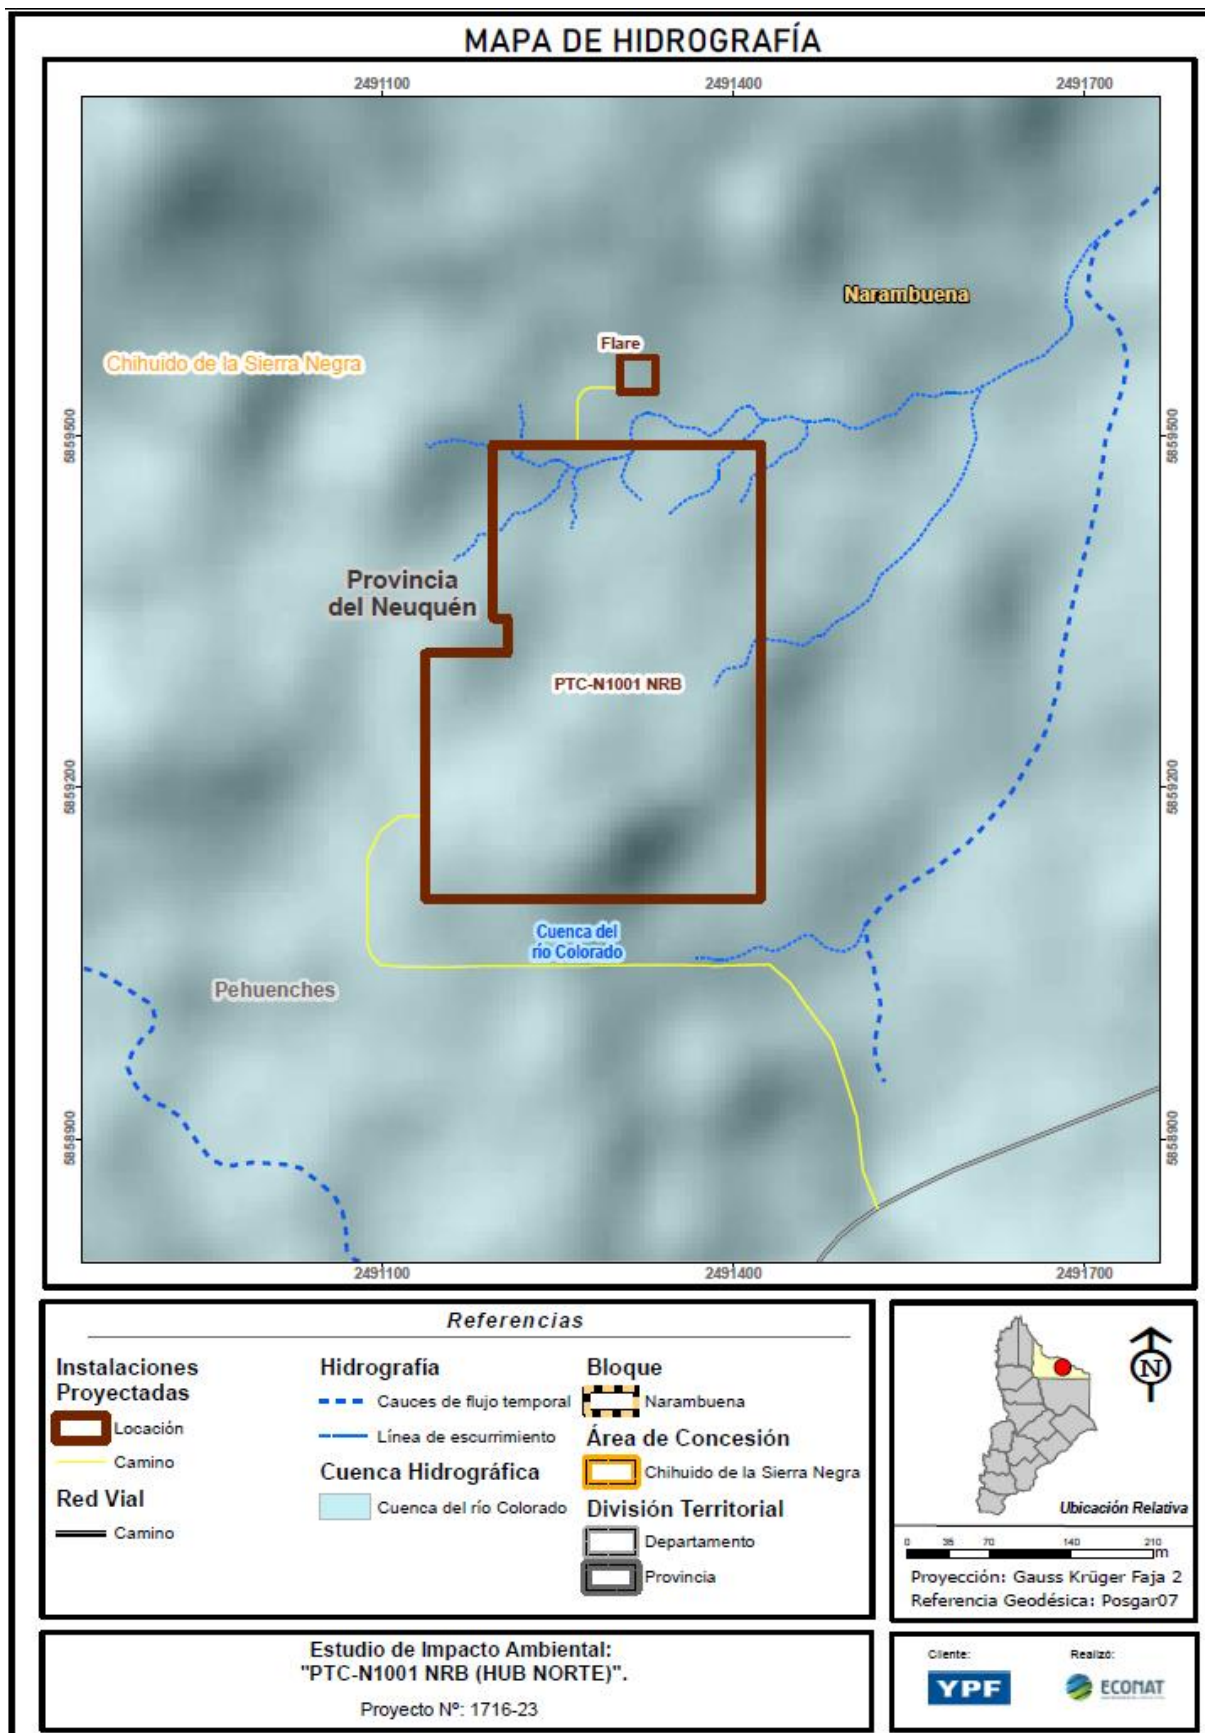 MAPA DE HIDROGRAFÍA
2491100
2491400
2491700
Narambuena
Flare
Chihuido de la Sierra Negra
5859500
5859500
Provincia
del Neuquén
PTC-N1001 NRB
5859200
5859200
Cuenca del
río Colorado
Pehuenches
5858900
5858900
2491100
2491400
2491700
Referencias
Instalaciones
Proyectadas
Locación
Camino
Red Vial
Camino
Hidrografía
Cauces de flujo temporal
Línea de escurrimiento
Cuenca Hidrográfica
Cuenca del río Colorado
Bloque
Narambuena
Área de Concesión
Chihuido de la Sierra Negra
División Territorial
Departamento
Provincia
N
Ubicación Relativa
0 35 70 140 210
m
Proyección: Gauss Krüger Faja 2
Referencia Geodésica: Posgar07
Estudio de Impacto Ambiental:
"PTC-N1001 NRB (HUB NORTE)".
Proyecto Nº: 1716-23
Cliente:
YPF
Realizó:
ECONAT